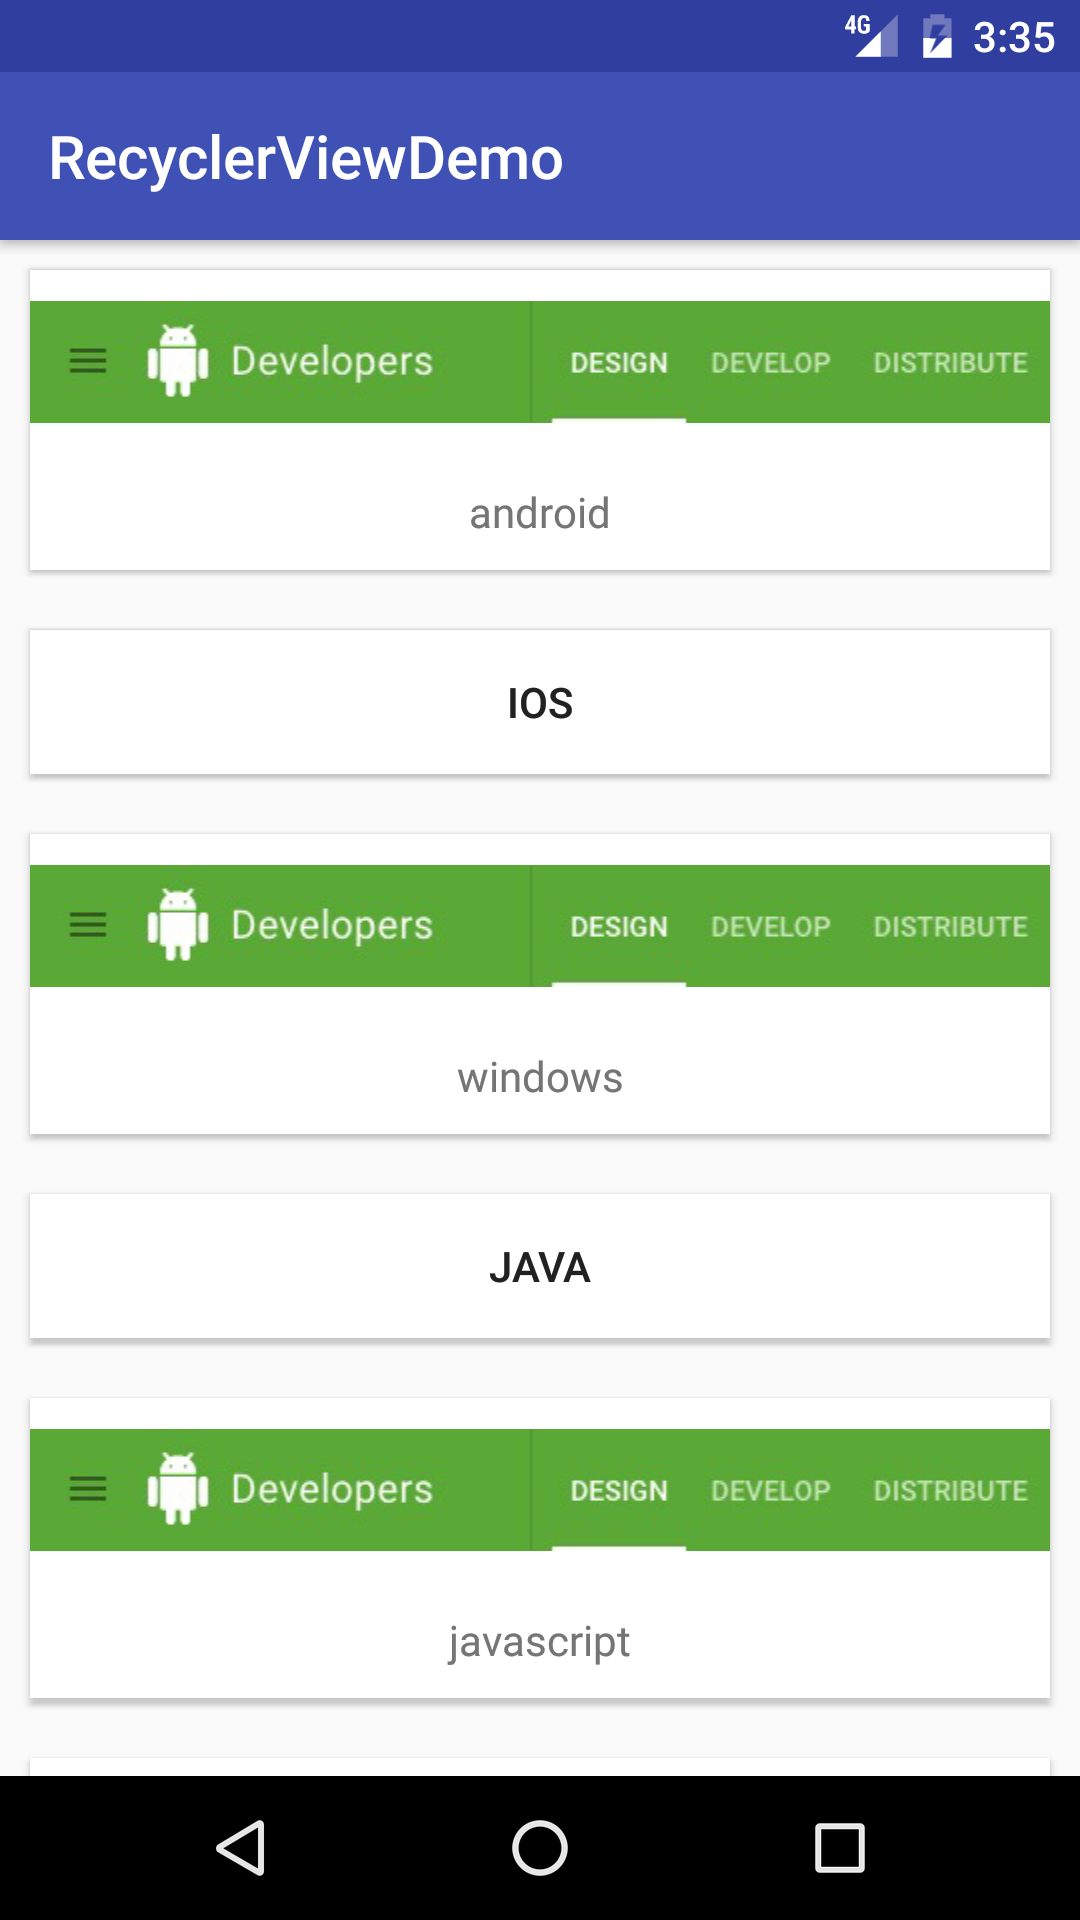 4G 3:35
RecyclerViewDemo
Developers DESIGN DEVELOP DISTRIBUTE
android
IOS
Developers DESIGN DEVELOP DISTRIBUTE
windows
JAVA
Developers DESIGN DEVELOP DISTRIBUTE
javascript